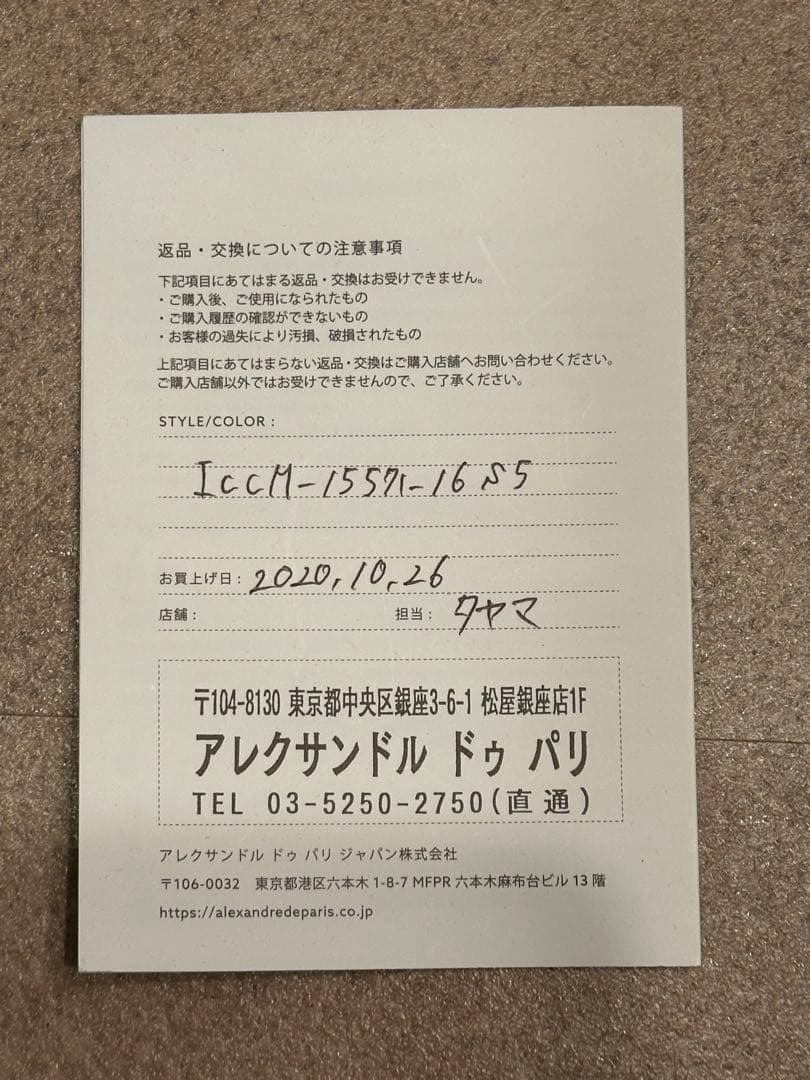 返品・交換についての注意事項
下記項目にあてはまる返品・交換はお受けできません。
・ご購入後、ご使用になられたもの
・ご購入履歴の確認ができないもの
・お客様の過失により汚損、破損されたもの
上記項目にあてはまらない返品・交換はご購入店舗へお問い合わせください。
ご購入店舗以外ではお受けできませんので、ご了承ください。
STYLE/COLOR：
ICCM-15571-16 S5
お買上げ日： 2020.10.26
店舗： 担当： タヤマ
〒104-8130 東京都中央区銀座3-6-1 松屋銀座店1F
アレクサンドル ドゥ パリ
TEL 03-5250-2750(直通)
アレクサンドル ドゥ パリ ジャパン株式会社
〒106-0032 東京都港区六本木 1-8-7 MFPR 六本木麻布台ビル 13 階
https://alexandredeparis.co.jp